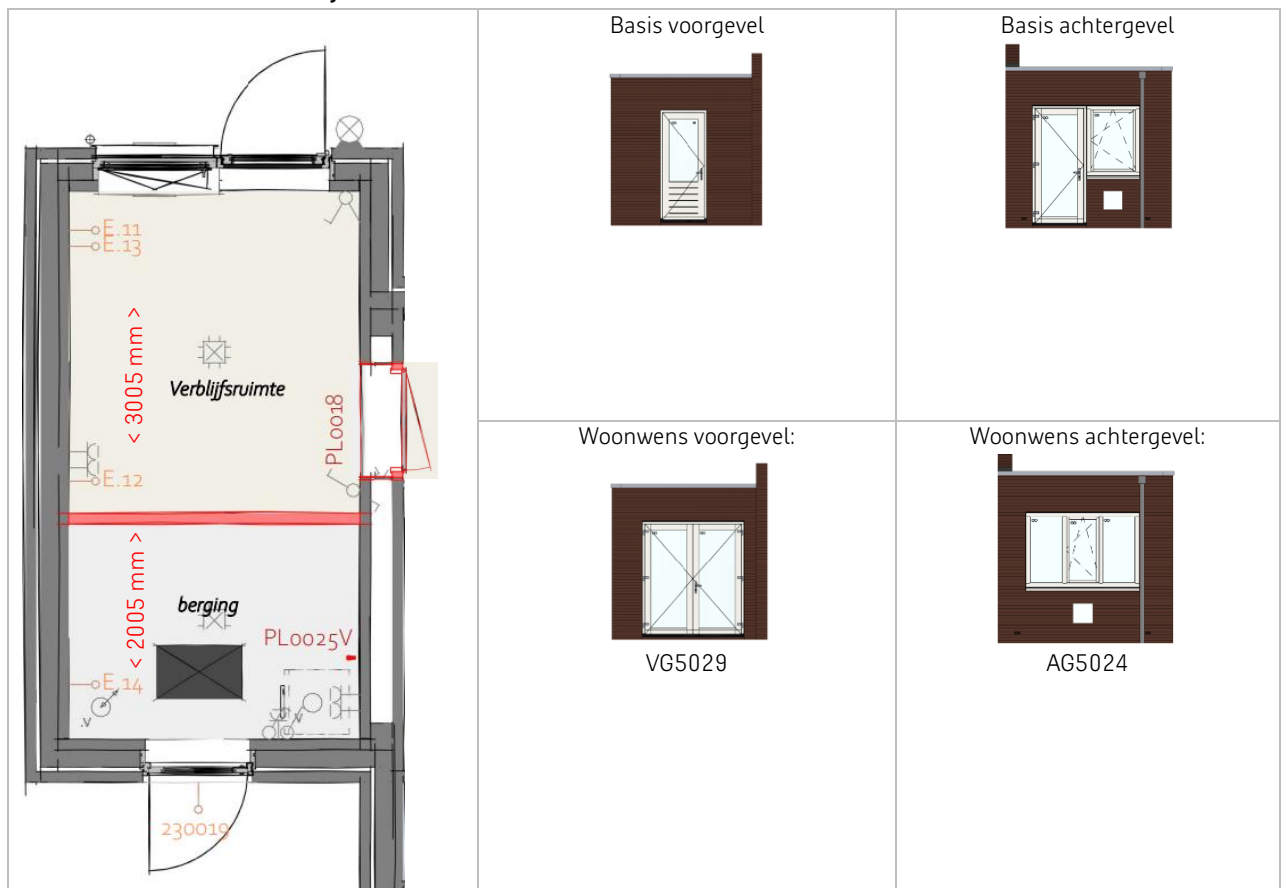 E.11
E.13
< 3005 mm >
Verblijfsruimte
PL0018
E.12
< 2005 mm >
berging
PL0025V
E.14
.v
v
230019
Basis voorgevel
Basis achtergevel
Woonwens voorgevel:
VG5029
Woonwens achtergevel:
AG5024